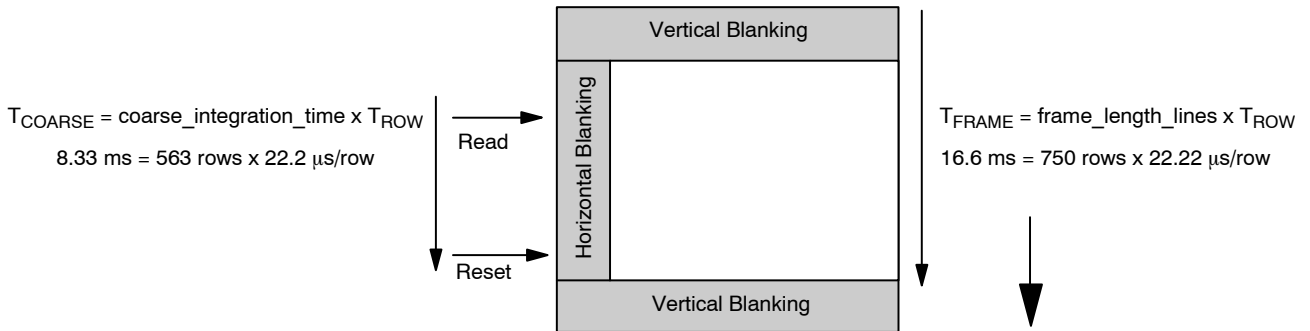 Vertical Blanking
T_COARSE = coarse_integration_time x T_ROW
8.33 ms = 563 rows x 22.2 μs/row
Read
Reset
Horizontal Blanking
T_FRAME = frame_length_lines x T_ROW
16.6 ms = 750 rows x 22.22 μs/row
Vertical Blanking